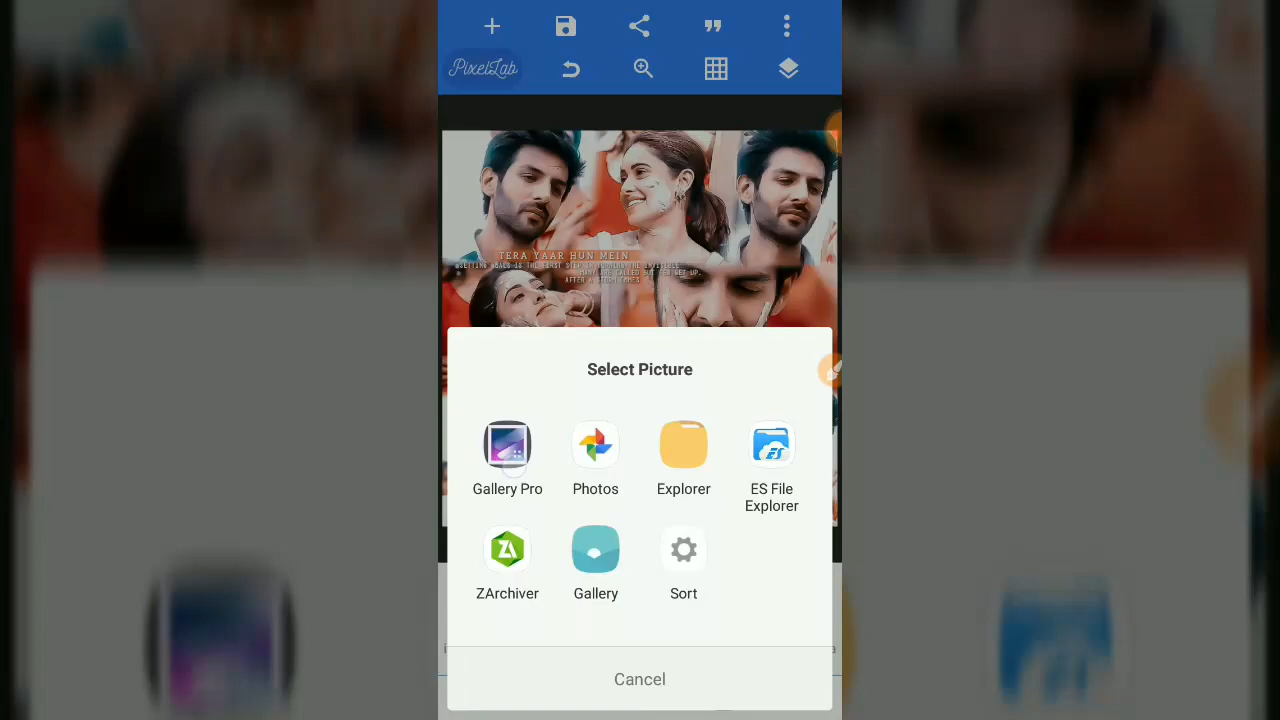 PixelLab
TERA YAAR HUN MEIN
Select Picture
Gallery Pro
Photos
Explorer
ES File
Explorer
ZArchiver
Gallery
Sort
Cancel